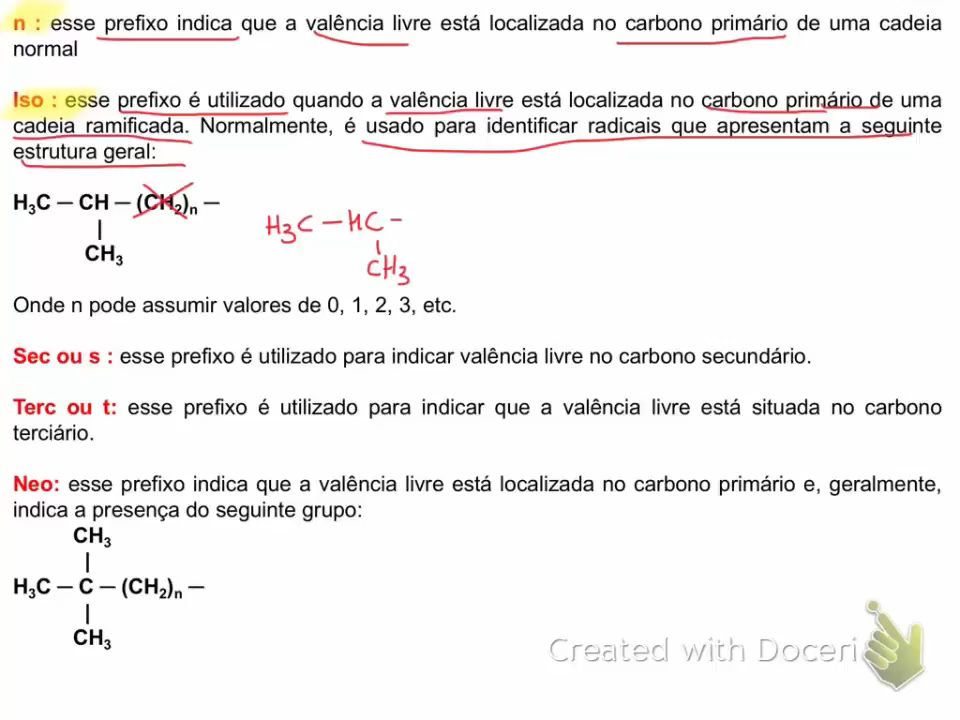 n : esse prefixo indica que a valência livre está localizada no carbono primário de uma cadeia
normal
Iso : esse prefixo é utilizado quando a valência livre está localizada no carbono primário de uma
cadeia ramificada. Normalmente, é usado para identificar radicais que apresentam a seguinte
estrutura geral:
H₃C — CH — (CH₂)ₙ —
|
CH₃
H₃C — HC -
|
CH₃
Onde n pode assumir valores de 0, 1, 2, 3, etc.
Sec ou s : esse prefixo é utilizado para indicar valência livre no carbono secundário.
Terc ou t: esse prefixo é utilizado para indicar que a valência livre está situada no carbono
terciário.
Neo: esse prefixo indica que a valência livre está localizada no carbono primário e, geralmente,
indica a presença do seguinte grupo:
CH₃
|
H₃C — C — (CH₂)ₙ —
|
CH₃
Created with Doceri